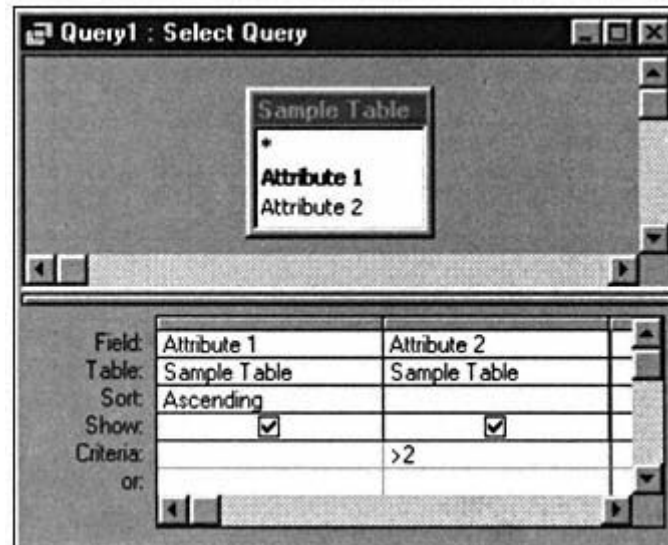 Query1 : Select Query
Sample Table
*
Attribute 1
Attribute 2
Field: Attribute 1 Attribute 2
Table: Sample Table Sample Table
Sort: Ascending
Show:
Criteria: >2
or: